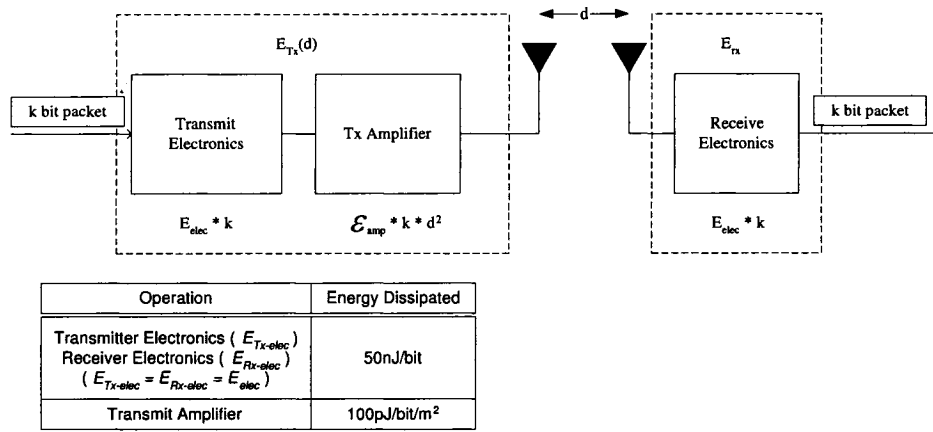 d
E_Tx(d)
E_rx
k bit packet
Transmit
Electronics
Tx Amplifier
Receive
Electronics
k bit packet
E_elec * k
ℰ_amp * k * d²
E_elec * k
Operation
Energy Dissipated
Transmitter Electronics ( E_Tx-elec)
Receiver Electronics ( E_Rx-elec)
( E_Tx-elec = E_Rx-elec = E_elec )
50nJ/bit
Transmit Amplifier
100pJ/bit/m²